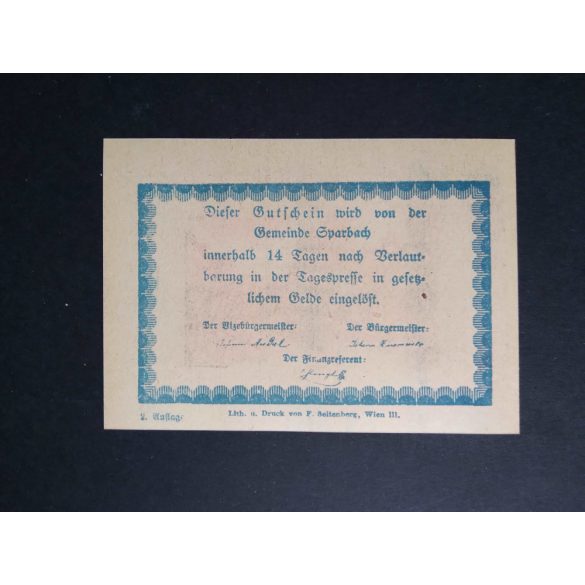 Dieser Gutschein wird von der
Gemeinde Sparbach
innerhalb 14 Tagen nach Verlaut-
barung in der Tagespresse in gesetz-
lichem Gelde eingelöst.
Der Vizebürgermeister: Der Bürgermeister:
Johann
Der Finanzreferent:
2. Auflage Lith. u. Druck von F. Seitenberg, Wien III.